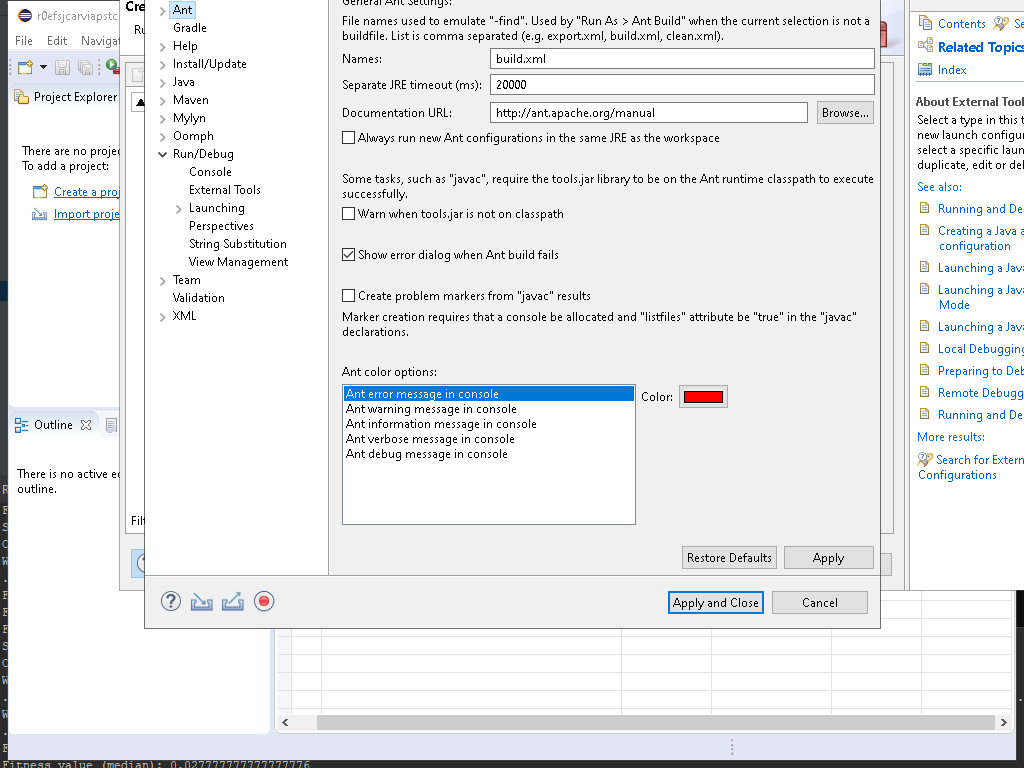 r0efsjcarviapstc
File Edit Navigat
Project Explorer
There are no projec
To add a project:
Create a proj
Import proje
Outline
There is no active ed
outline.
Cre
Ru
Filt
Ant
Gradle
Help
Install/Update
Java
Maven
Mylyn
Oomph
Run/Debug
Console
External Tools
Launching
Perspectives
String Substitution
View Management
Team
Validation
XML
General Ant Settings:
File names used to emulate "-find". Used by "Run As > Ant Build" when the current selection is not a
buildfile. List is comma separated (e.g. export.xml, build.xml, clean.xml).
Names: build.xml
Separate JRE timeout (ms): 20000
Documentation URL: http://ant.apache.org/manual Browse...
Always run new Ant configurations in the same JRE as the workspace
Some tasks, such as "javac", require the tools.jar library to be on the Ant runtime classpath to execute
successfully.
Warn when tools.jar is not on classpath
Show error dialog when Ant build fails
Create problem markers from "javac" results
Marker creation requires that a console be allocated and "listfiles" attribute be "true" in the "javac"
declarations.
Ant color options:
Ant error message in console
Ant warning message in console
Ant information message in console
Ant verbose message in console
Ant debug message in console
Color:
Restore Defaults Apply
Apply and Close Cancel
Contents Se
Related Topics
Index
About External Tool
Select a type in this t
new launch configur
select a specific laun
duplicate, edit or del
See also:
Running and De
Creating a Java a
configuration
Launching a Java
Launching a Java
Mode
Launching a Java
Local Debugging
Preparing to Deb
Remote Debugg
Running and De
More results:
Search for Extern
Configurations
Fitness value (median): 0.027777777777777776